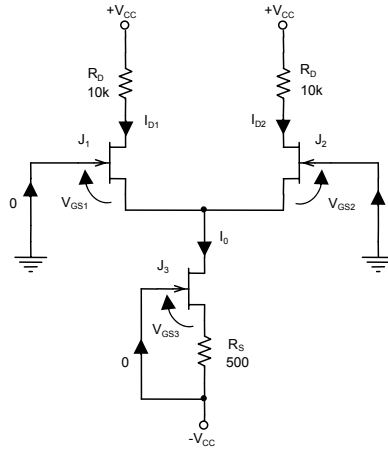 +VCC +VCC
RD
10k
RD
10k
ID1 ID2
J1 J2
0 VGS1 VGS2 0
I0
J3
VGS3
RS
500
0
-VCC